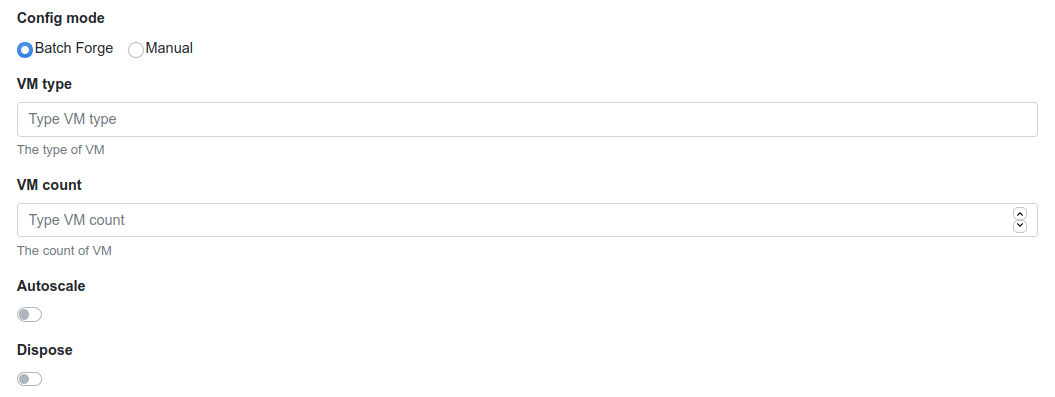 Config mode
Batch Forge Manual
VM type
Type VM type
The type of VM
VM count
Type VM count
The count of VM
Autoscale
Dispose